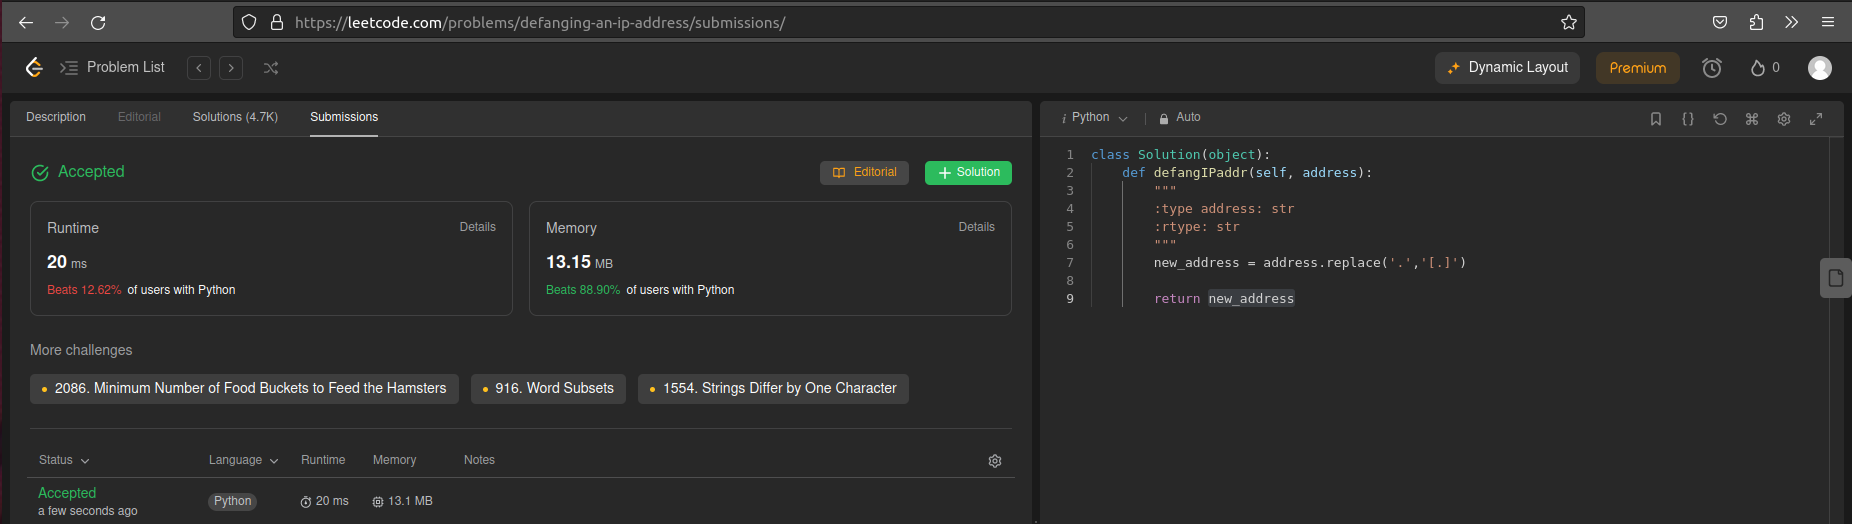 https://leetcode.com/problems/defanging-an-ip-address/submissions/
Problem List
Dynamic Layout
Premium
0
Description Editorial Solutions (4.7K) Submissions
Accepted
Editorial
Solution
Runtime Details
20 ms
Beats 12.62% of users with Python
Memory Details
13.15 MB
Beats 88.90% of users with Python
More challenges
2086. Minimum Number of Food Buckets to Feed the Hamsters
916. Word Subsets
1554. Strings Differ by One Character
Status Language Runtime Memory Notes
Accepted
a few seconds ago
Python 20 ms 13.1 MB
i Python Auto
1 class Solution(object):
2 def defangIPaddr(self, address):
3 """
4 :type address: str
5 :rtype: str
6 """
7 new_address = address.replace('.','[.]')
8
9 return new_address